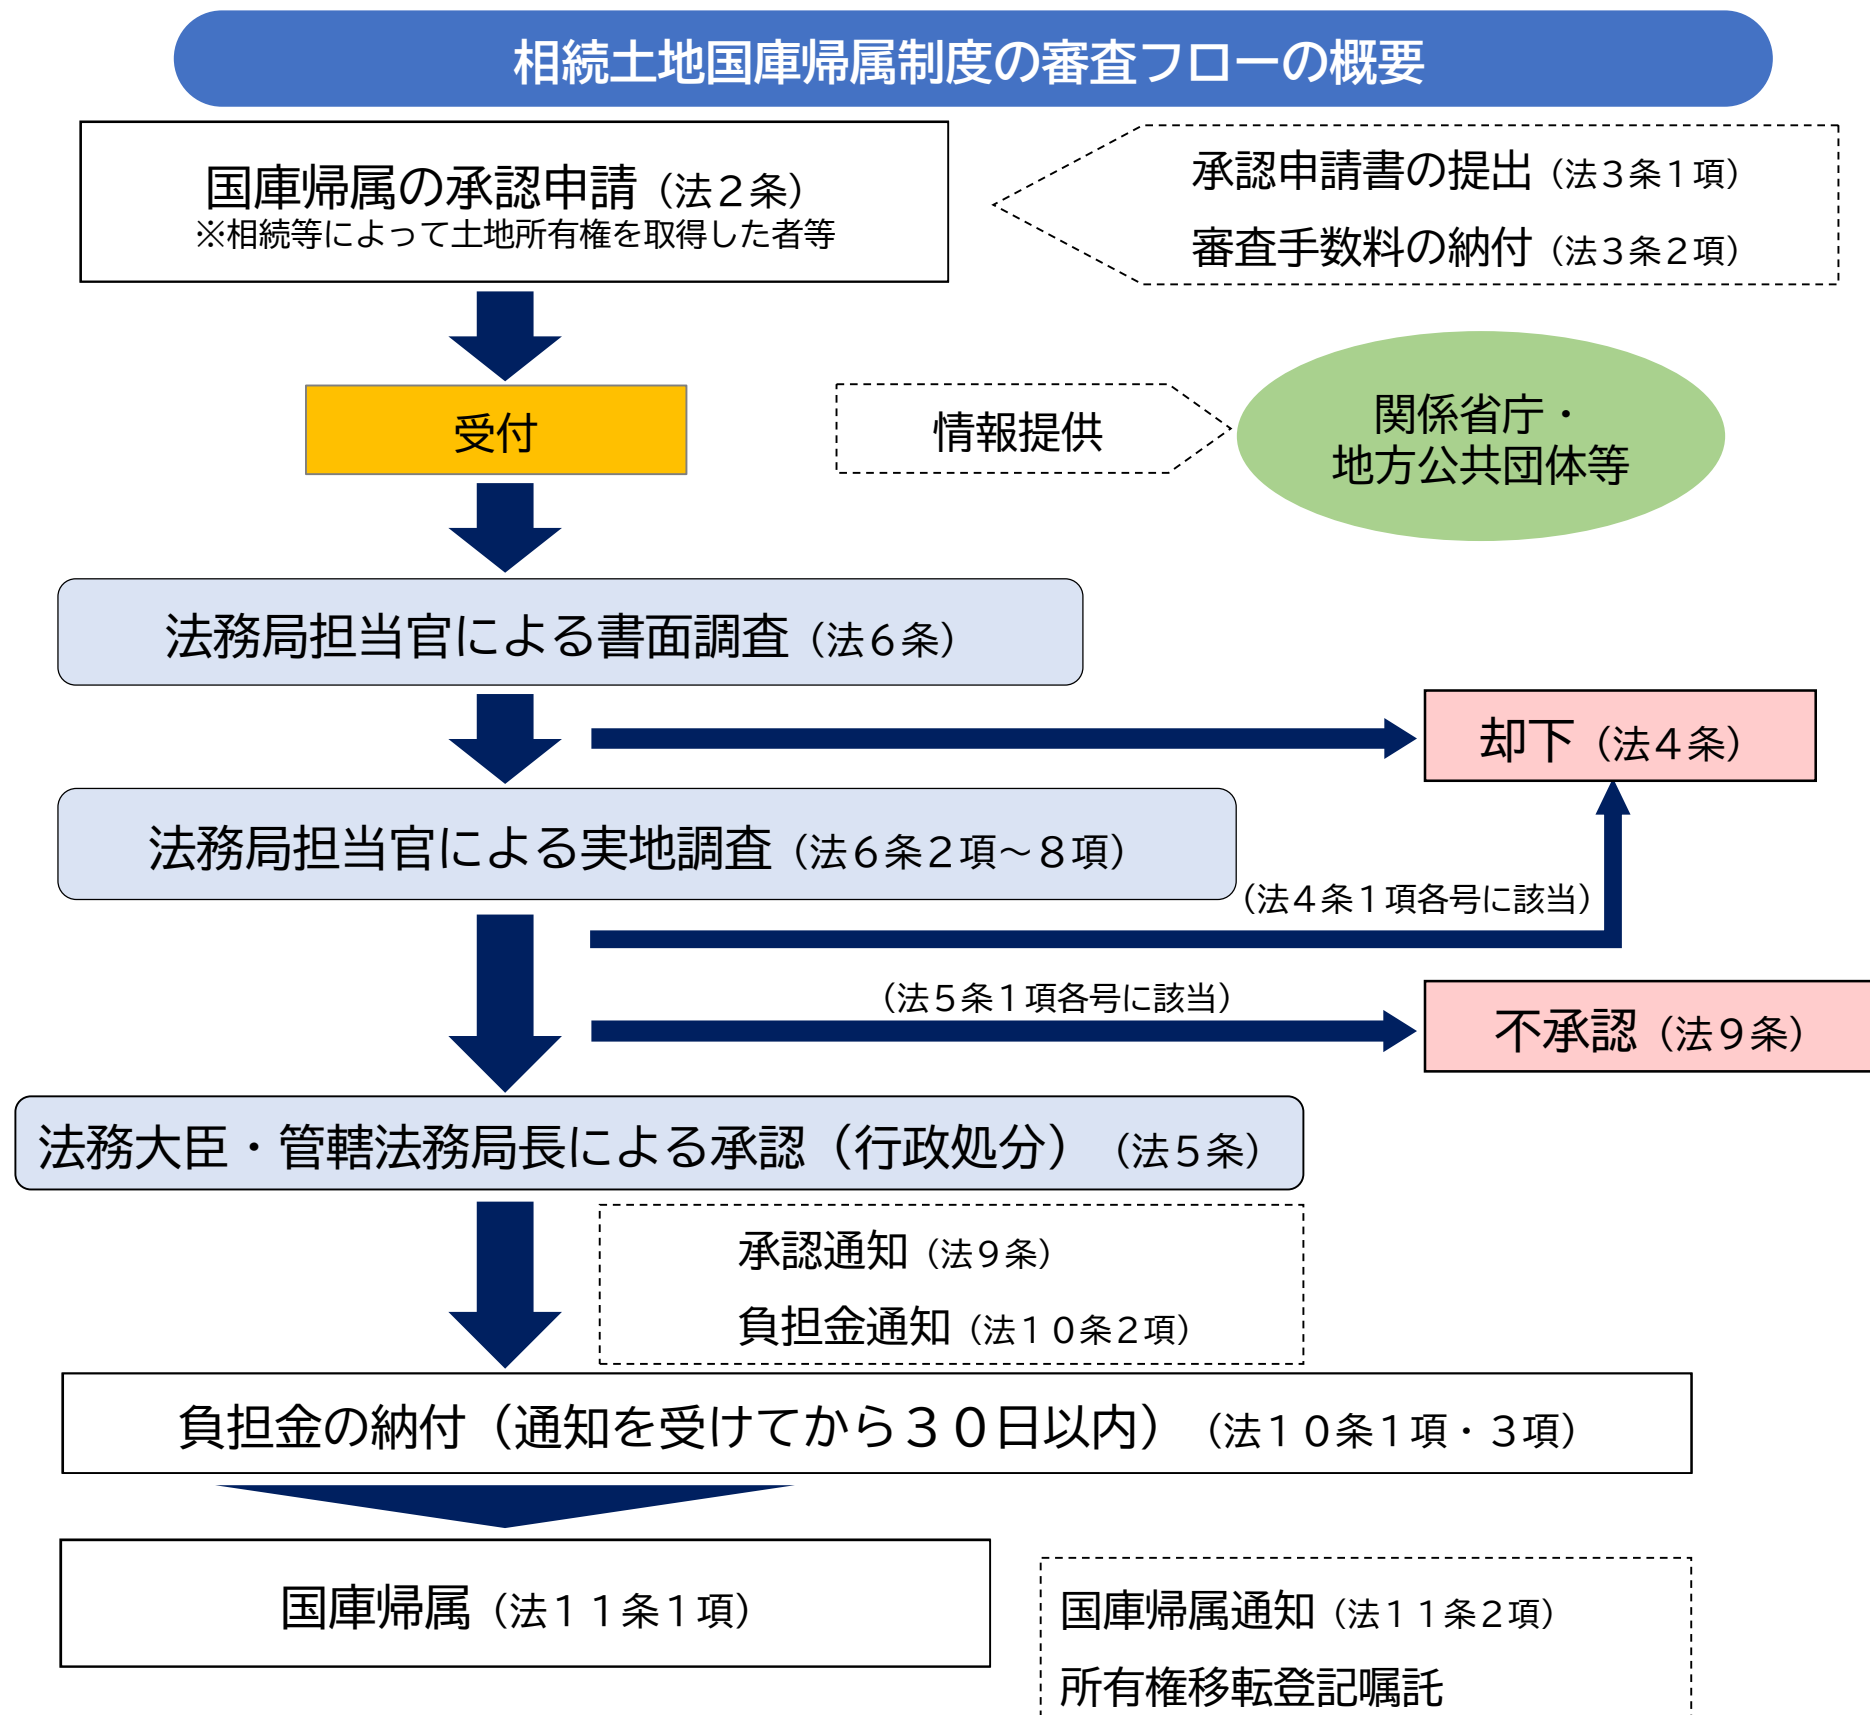 相続土地国庫帰属制度の審査フローの概要
国庫帰属の承認申請（法２条）
※相続等によって土地所有権を取得した者等
承認申請書の提出（法３条１項）
審査手数料の納付（法３条２項）
受付
情報提供
関係省庁・
地方公共団体等
法務局担当官による書面調査（法６条）
却下（法４条）
法務局担当官による実地調査（法６条２項～８項）
（法４条１項各号に該当）
（法５条１項各号に該当）
不承認（法９条）
法務大臣・管轄法務局長による承認（行政処分）（法５条）
承認通知（法９条）
負担金通知（法１０条２項）
負担金の納付（通知を受けてから３０日以内）（法１０条１項・３項）
国庫帰属（法１１条１項）
国庫帰属通知（法１１条２項）
所有権移転登記嘱託